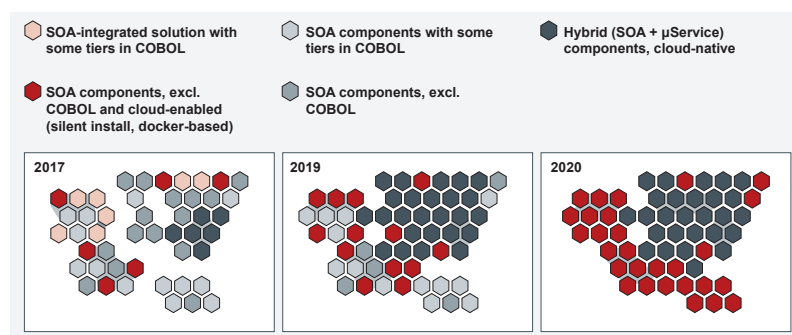 SOA-integrated solution with
some tiers in COBOL
SOA components with some
tiers in COBOL
Hybrid (SOA + µService)
components, cloud-native
SOA components, excl.
COBOL and cloud-enabled
(silent install, docker-based)
SOA components, excl.
COBOL
2017
2019
2020